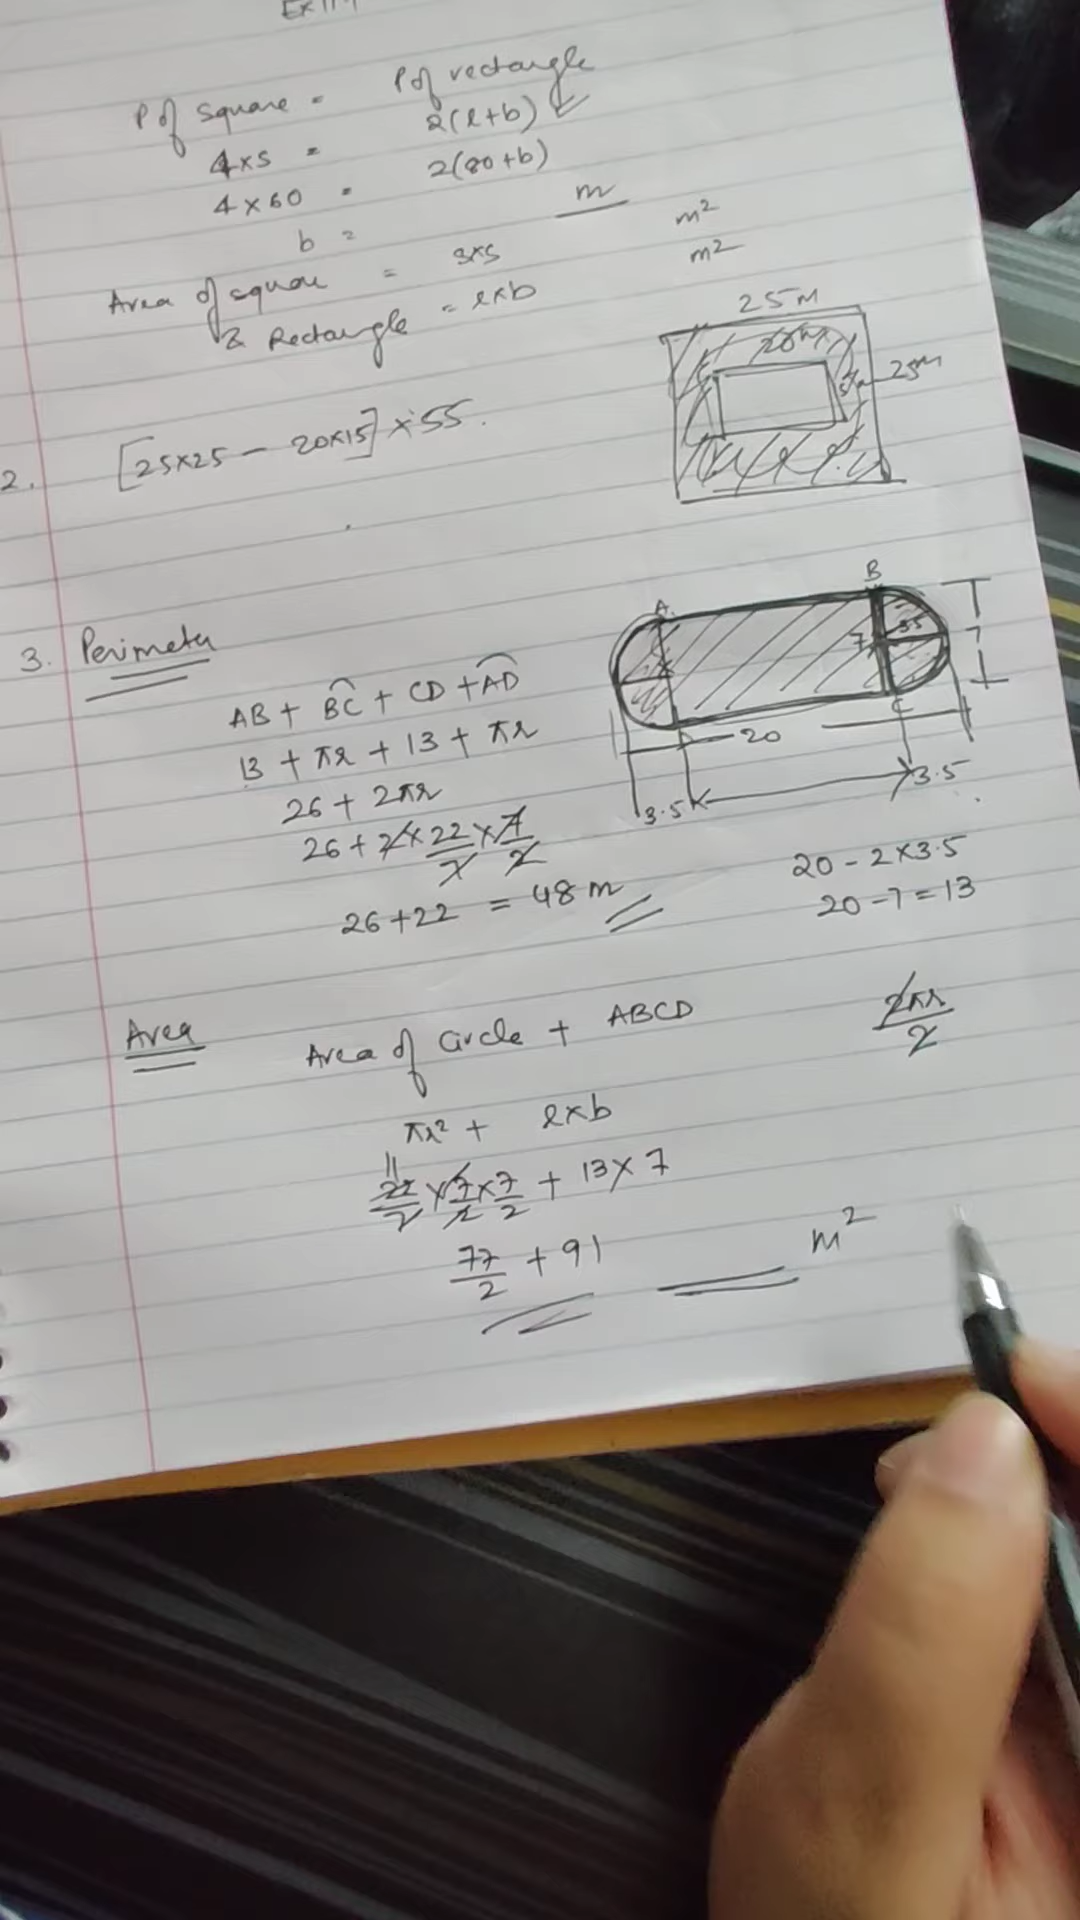 P of square = P of rectangle
4×s = 2(l+b)
4×60 = 2(80+b)
b = m
Area of square = s×s m²
& Rectangle = l×b m²
25M
25M
2. [25×25 − 20×15] × 55.
3. Perimeter
AB + BC + CD + AD
13 + πr + 13 + πr
26 + 2πr
26 + 2×22/7×7/2
26+22 = 48 m
A
B
7
3.5
7
C
D
20
3.5
3.5
20 − 2×3.5
20−7=13
2πr/2
Area
Area of Circle + ABCD
πr² + l×b
11
22/2×7/2×7/2 + 13×7
77/2 + 91 m²